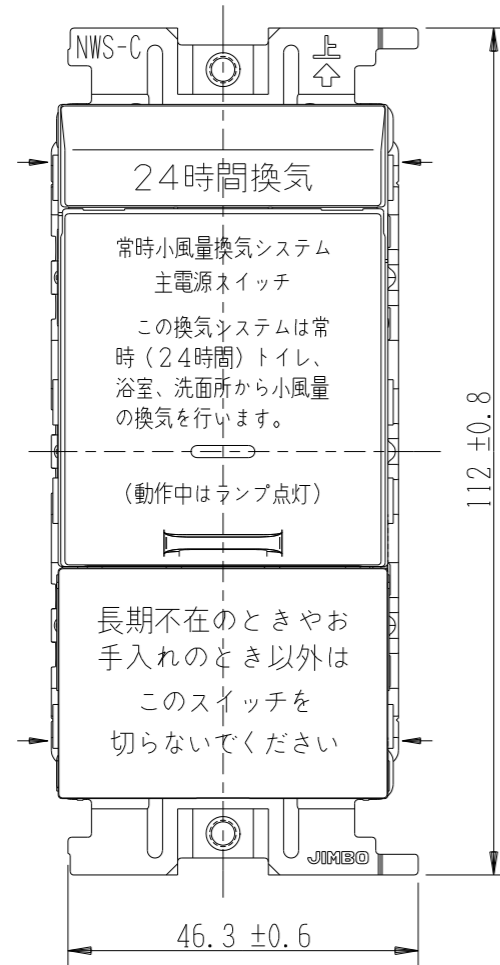 NWS-C
上
24時間換気
常時小風量換気システム
主電源スイッチ
この換気システムは常
時（24時間）トイレ、
浴室、洗面所から小風量
の換気を行います。
（動作中はランプ点灯）
長期不在のときやお
手入れのとき以外は
このスイッチを
切らないでください
JIMBO
112 ±0.8
46.3 ±0.6